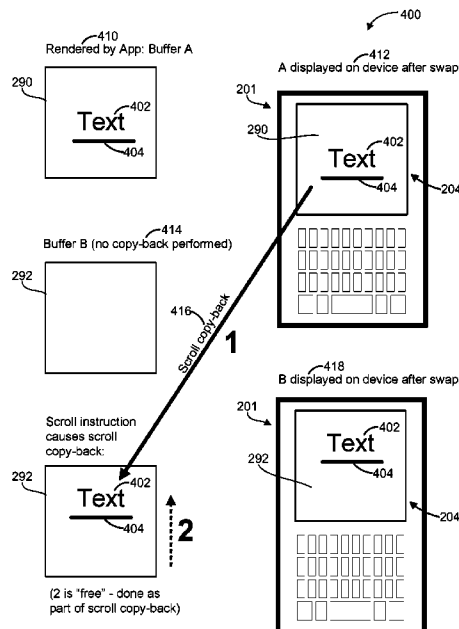 400
410
Rendered by App: Buffer A
290
Text
402
404
412
A displayed on device after swap
201
290
Text
402
404
204
414
Buffer B (no copy-back performed)
292
416
Scroll copy-back
1
Scroll instruction
causes scroll
copy-back:
292
Text
402
404
2
(2 is "free" - done as
part of scroll copy-back)
418
B displayed on device after swap
201
292
Text
402
404
204